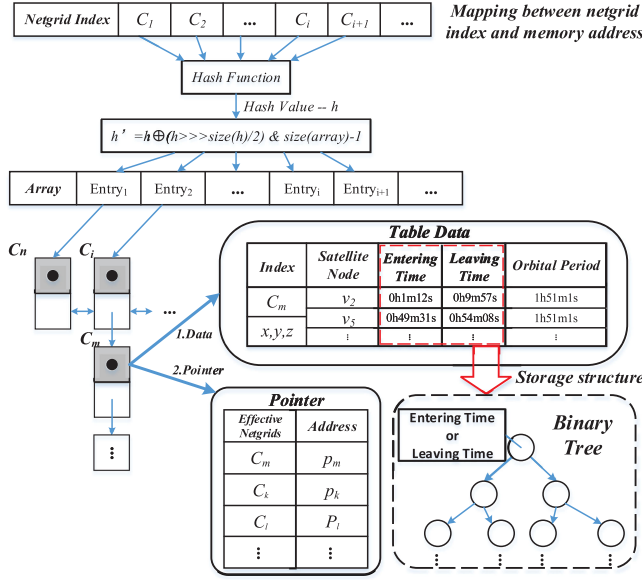 Mapping between netgrid
index and memory address
Netgrid Index C1 C2 ... Ci Ci+1 ...
Hash Function
Hash Value -- h
h' =h⊕(h>>>size(h)/2) & size(array)-1
Array Entry1 Entry2 ... Entryi Entryi+1 ...
Cn Ci
...
Cm
1.Data
2.Pointer
⋮
Table Data
Index Satellite Node Entering Time Leaving Time Orbital Period
Cm v2 0h1m12s 0h9m57s 1h51m1s
x,y,z v5 0h49m31s 0h54m08s 1h51m1s
⋮ ⋮ ⋮ ⋮
Storage structure
Pointer
Effective Netgrids Address
Cm pm
Ck pk
Cl Pl
⋮ ⋮
Entering Time
or
Leaving Time
Binary
Tree
⋮ ⋮ ⋮ ⋮